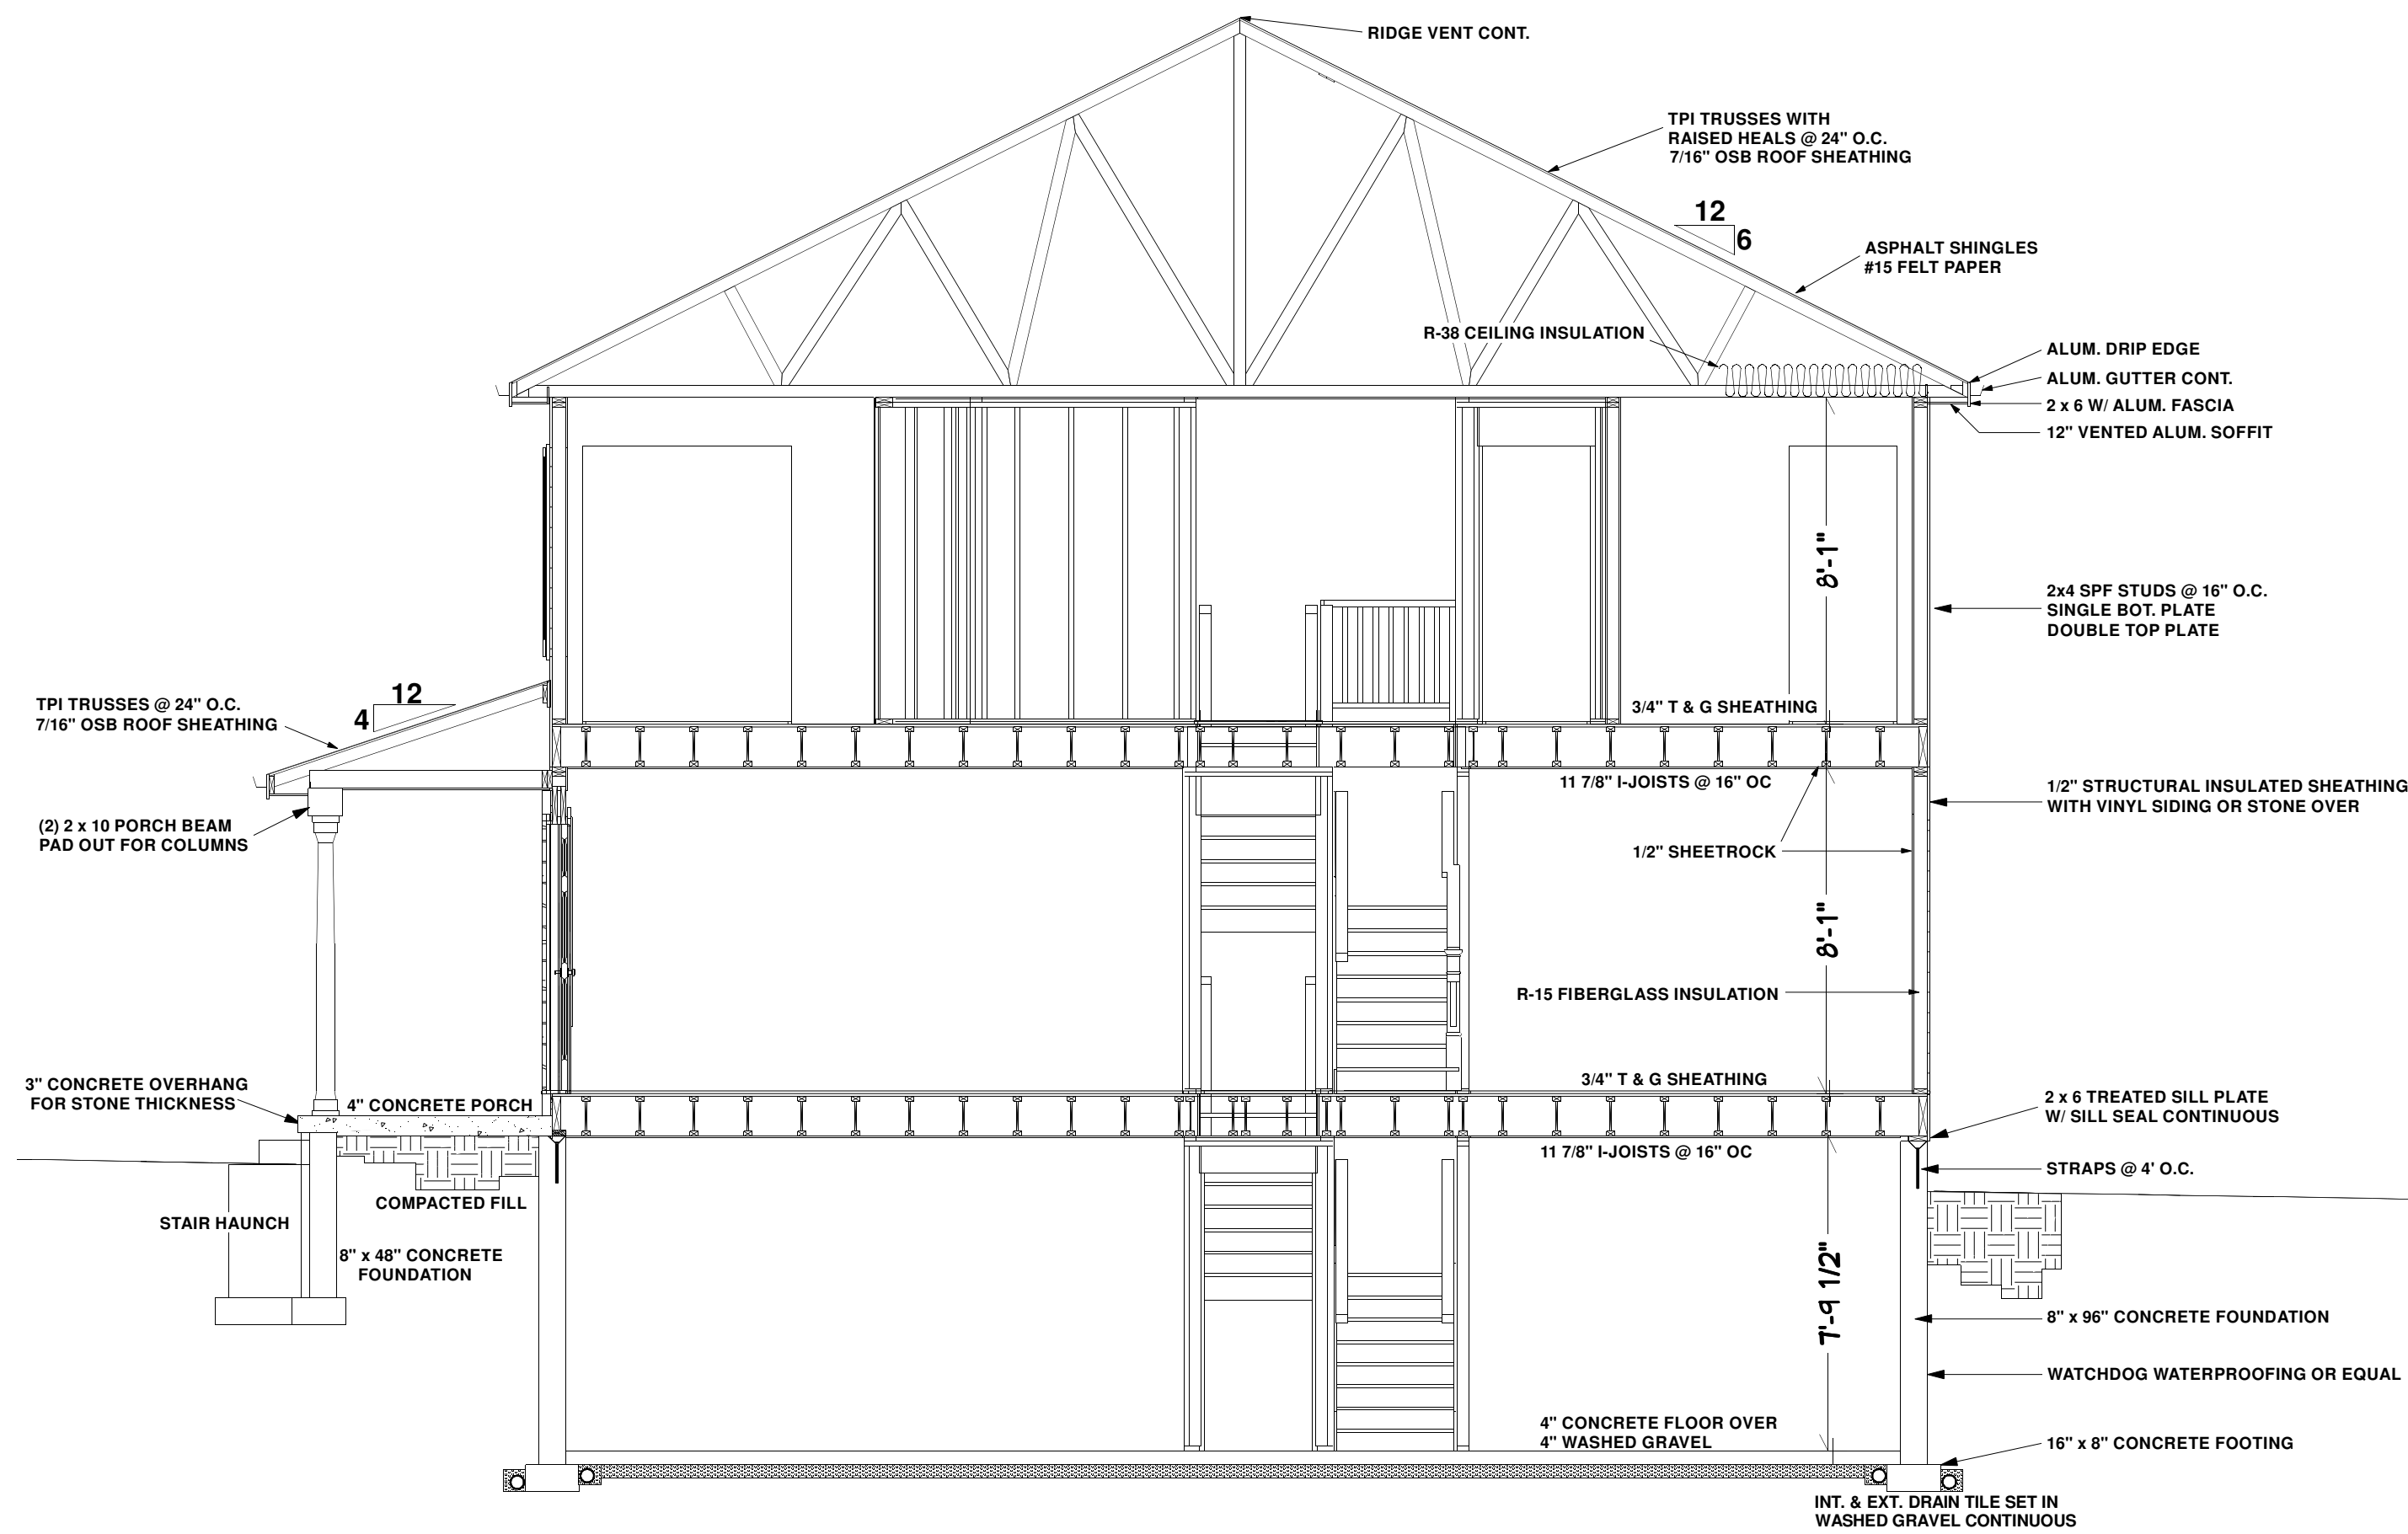 RIDGE VENT CONT.
TPI TRUSSES WITH
RAISED HEALS @ 24" O.C.
7/16" OSB ROOF SHEATHING
12
6
ASPHALT SHINGLES
#15 FELT PAPER
R-38 CEILING INSULATION
ALUM. DRIP EDGE
ALUM. GUTTER CONT.
2 x 6 W/ ALUM. FASCIA
12" VENTED ALUM. SOFFIT
8'-1"
2x4 SPF STUDS @ 16" O.C.
SINGLE BOT. PLATE
DOUBLE TOP PLATE
12
4
TPI TRUSSES @ 24" O.C.
7/16" OSB ROOF SHEATHING
3/4" T & G SHEATHING
11 7/8" I-JOISTS @ 16" OC
1/2" STRUCTURAL INSULATED SHEATHING
WITH VINYL SIDING OR STONE OVER
(2) 2 x 10 PORCH BEAM
PAD OUT FOR COLUMNS
1/2" SHEETROCK
8'-1"
R-15 FIBERGLASS INSULATION
3/4" T & G SHEATHING
3" CONCRETE OVERHANG
FOR STONE THICKNESS
4" CONCRETE PORCH
2 x 6 TREATED SILL PLATE
W/ SILL SEAL CONTINUOUS
11 7/8" I-JOISTS @ 16" OC
STRAPS @ 4' O.C.
COMPACTED FILL
STAIR HAUNCH
8" x 48" CONCRETE
FOUNDATION
7'-9 1/2"
8" x 96" CONCRETE FOUNDATION
WATCHDOG WATERPROOFING OR EQUAL
4" CONCRETE FLOOR OVER
4" WASHED GRAVEL
16" x 8" CONCRETE FOOTING
INT. & EXT. DRAIN TILE SET IN
WASHED GRAVEL CONTINUOUS